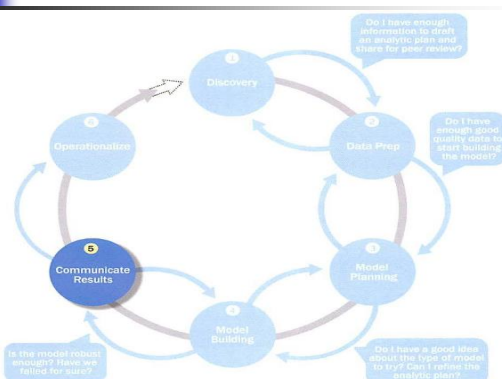 Do I have enough
information to draft
an analytic plan and
share for peer review?
1
Discovery
2
Data Prep
Do I have
enough good
quality data to
start building
the model?
3
Model
Planning
Do I have a good idea
about the type of model
to try? Can I refine the
analytic plan?
4
Model
Building
Is the model robust
enough? Have we
failed for sure?
5
Communicate
Results
6
Operationalize